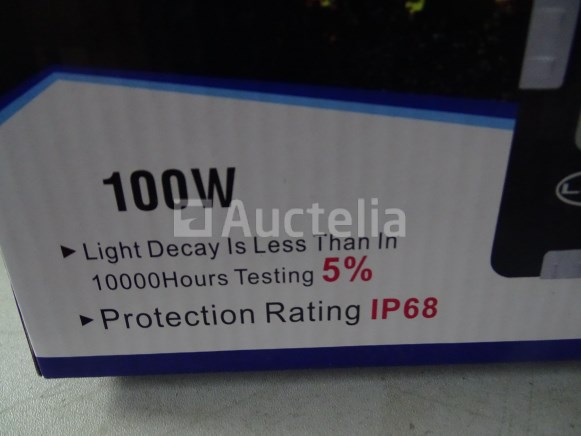 100W
Auctelia
▸ Light Decay Is Less Than In
10000Hours Testing 5%
▸ Protection Rating IP68